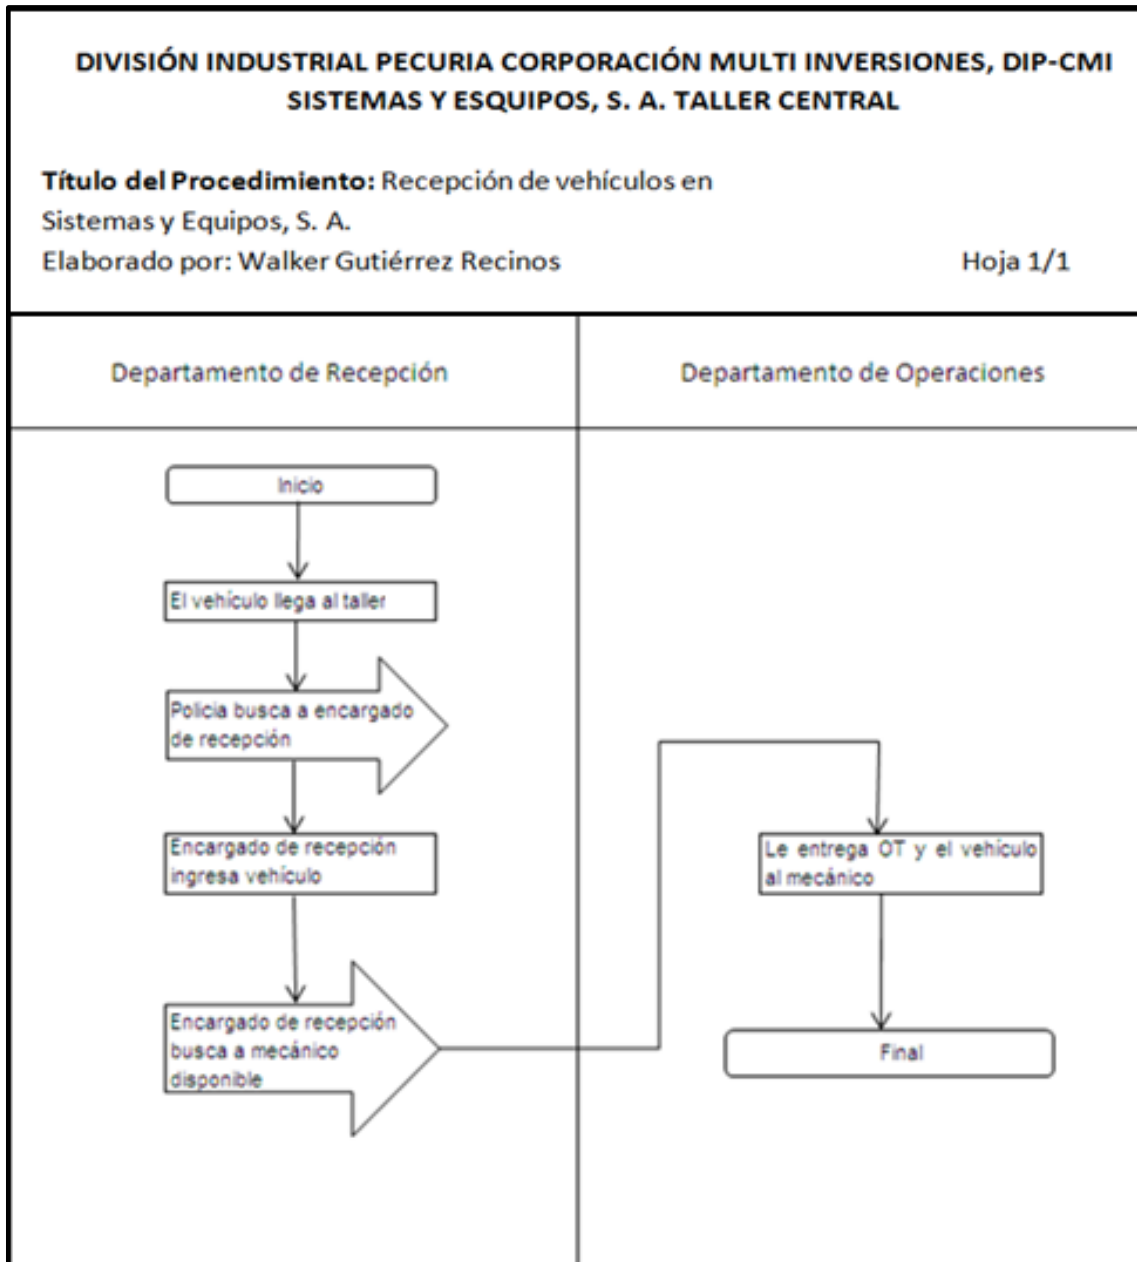 DIVISIÓN INDUSTRIAL PECURIA CORPORACIÓN MULTI INVERSIONES, DIP-CMI
SISTEMAS Y ESQUIPOS, S. A. TALLER CENTRAL
Título del Procedimiento: Recepción de vehículos en
Sistemas y Equipos, S. A.
Elaborado por: Walker Gutiérrez Recinos Hoja 1/1
Departamento de Recepción
Departamento de Operaciones
Inicio
El vehículo llega al taller
Policia busca a encargado
de recepción
Encargado de recepción
ingresa vehículo
Encargado de recepción
busca a mecánico
disponible
Le entrega OT y el vehículo
al mecánico
Final